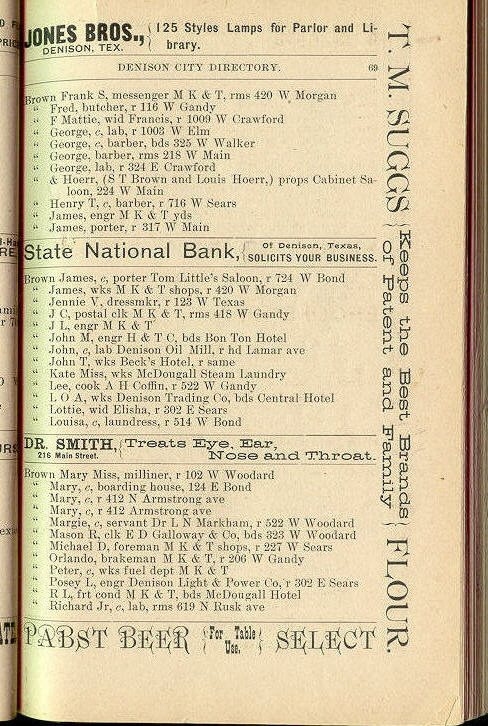 JONES BROS., { 125 Styles Lamps for Parlor and Li-
DENISON, TEX. brary.
DENISON CITY DIRECTORY. 69
Brown Frank S, messenger M K & T, rms 420 W Morgan
“ Fred, butcher, r 116 W Gandy
“ F Mattie, wid Francis, r 1009 W Crawford
“ George, c, lab, r 1003 W Elm
“ George, c, barber, bds 325 W Walker
“ George, barber, rms 218 W Main
“ George, lab, r 324 E Crawford
“ & Hoerr, (S T Brown and Louis Hoerr,) props Cabinet Sa-
loon, 224 W Main
“ Henry T, c, barber, r 716 W Sears
“ James, engr M K & T yds
“ James, porter, r 317 W Main
State National Bank, { Of Denison, Texas,
SOLICITS YOUR BUSINESS.
Brown James, c, porter Tom Little's Saloon, r 724 W Bond
“ James, wks M K & T shops, r 420 W Morgan
“ Jennie V, dressmkr, r 123 W Texas
“ J C, postal clk M K & T, rms 418 W Gandy
“ J L, engr M K & T
“ John M, engr H & T C, bds Bon Ton Hotel
“ John, c, lab Denison Oil Mill, r hd Lamar ave
“ John T, wks Beck's Hotel, r same
“ Kate Miss, wks McDougall Steam Laundry
“ Lee, cook A H Coffin, r 522 W Gandy
“ L O A, wks Denison Trading Co, bds Central Hotel
“ Lottie, wid Elisha, r 302 E Sears
“ Louisa, c, laundress, r 514 W Bond
DR. SMITH, { Treats Eye, Ear,
216 Main Street. Nose and Throat.
Brown Mary Miss, milliner, r 102 W Woodard
“ Mary, c, boarding house, 124 E Bond
“ Mary, c, r 412 N Armstrong ave
“ Mary, c, r 412 Armstrong ave
“ Margie, c, servant Dr L N Markham, r 522 W Woodard
“ Mason R, clk E D Galloway & Co, bds 323 W Woodard
“ Michael D, foreman M K & T shops, r 227 W Sears
“ Orlando, brakeman M K & T, r 206 W Gandy
“ Peter, c, wks fuel dept M K & T
“ Posey L, engr Denison Light & Power Co, r 302 E Sears
“ R L, frt cond M K & T, bds McDougall Hotel
“ Richard Jr, c, lab, rms 619 N Rusk ave
PABST BEER { For Table Use. } SELECT
T. M. SUGGS { Keeps the Best Brands
of Patent and Family } FLOUR.